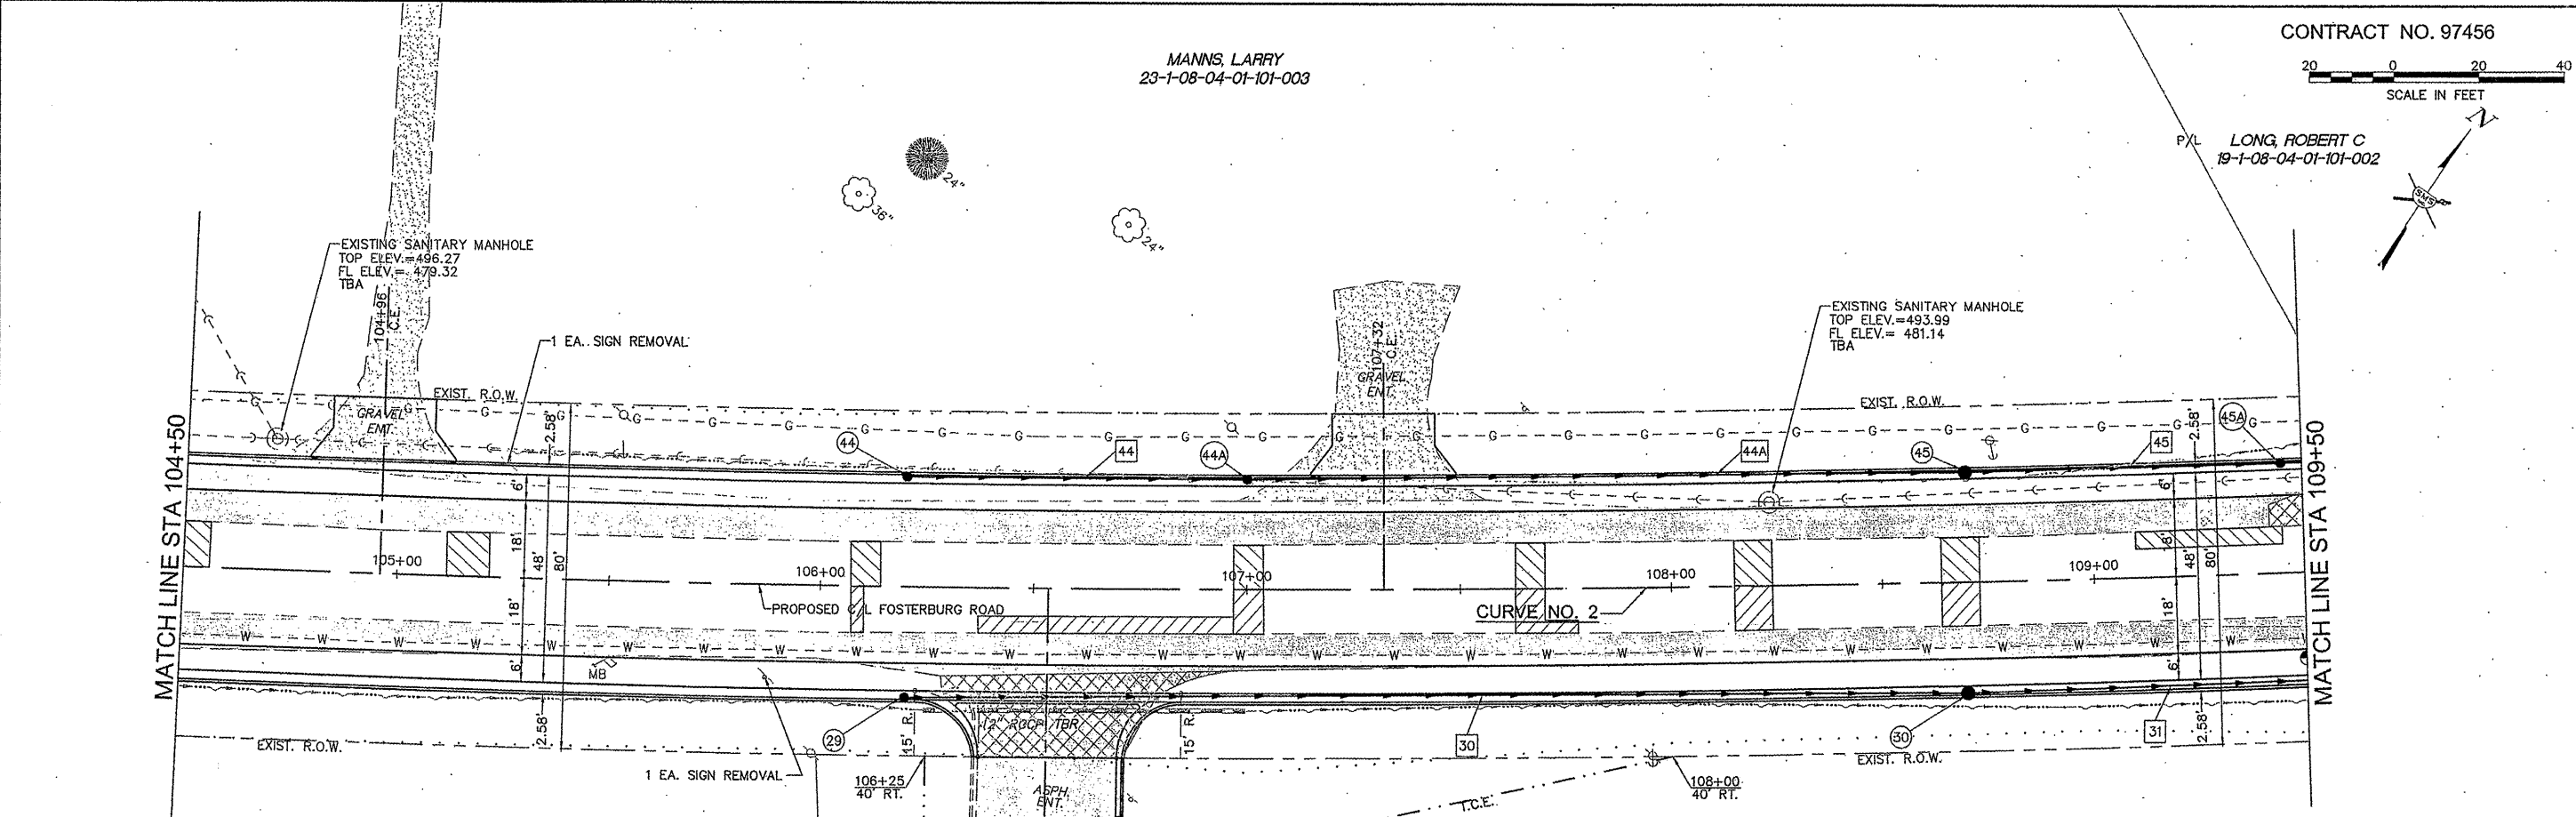 CONTRACT NO. 97456
20 0 20 40
SCALE IN FEET
N
MANNS, LARRY
23-1-08-04-01-101-003
P/L
LONG, ROBERT C
19-1-08-04-01-101-002
SMS
24"
36"
24"
EXISTING SANITARY MANHOLE
TOP ELEV.=496.27
FL ELEV.= 479.32
TBA
104+96
C.E.
1 EA. SIGN REMOVAL
107+32
C.E.
EXISTING SANITARY MANHOLE
TOP ELEV.=493.99
FL ELEV.= 481.14
TBA
EXIST. R.O.W.
GRAVEL
ENT.
GRAVEL
ENT.
EXIST. R.O.W.
G G G G G G G G G G G G G G G G G G G G
2.58'
2.58'
44
44
44A
44A
45
45
45A
MATCH LINE STA 104+50
MATCH LINE STA 109+50
6'
18'
48'
80'
18'
6'
2.58'
6'
18'
48'
80'
18'
6'
2.58'
105+00
106+00
107+00
108+00
109+00
PROPOSED C/L FOSTERBURG ROAD
CURVE NO. 2
W W W W W W W W W W W W W W W W W W W W W W W W W W W
MB
29
12" RCCP TBR
15' R.
15' R.
30
30
31
EXIST. R.O.W.
1 EA. SIGN REMOVAL
106+25
40' RT.
ASPH.
ENT.
T.C.E.
108+00
40' RT.
EXIST. R.O.W.